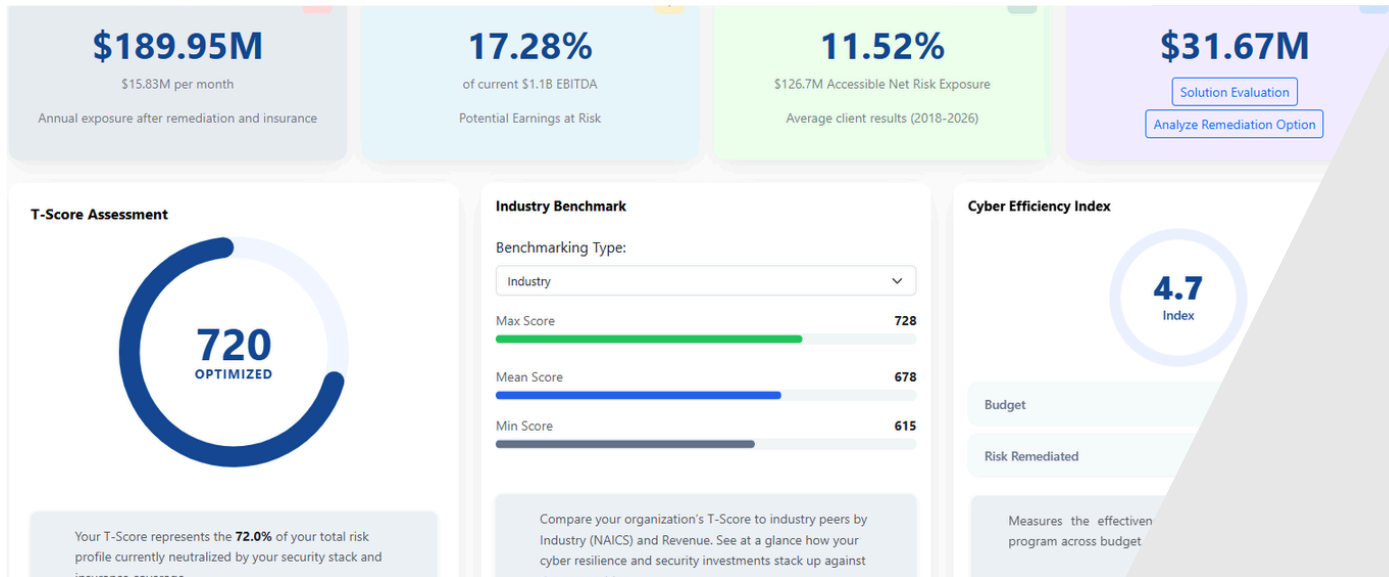 $189.95M
$15.83M per month
Annual exposure after remediation and insurance
17.28%
of current $1.1B EBITDA
Potential Earnings at Risk
11.52%
$126.7M Accessible Net Risk Exposure
Average client results (2018-2026)
$31.67M
Solution Evaluation
Analyze Remediation Option
T-Score Assessment
720
OPTIMIZED
Your T-Score represents the 72.0% of your total risk
profile currently neutralized by your security stack and
insurance coverage.
Industry Benchmark
Benchmarking Type:
Industry
Max Score 728
Mean Score 678
Min Score 615
Compare your organization's T-Score to industry peers by
Industry (NAICS) and Revenue. See at a glance how your
cyber resilience and security investments stack up against
Cyber Efficiency Index
4.7
Index
Budget
Risk Remediated
Measures the effectiven
program across budget